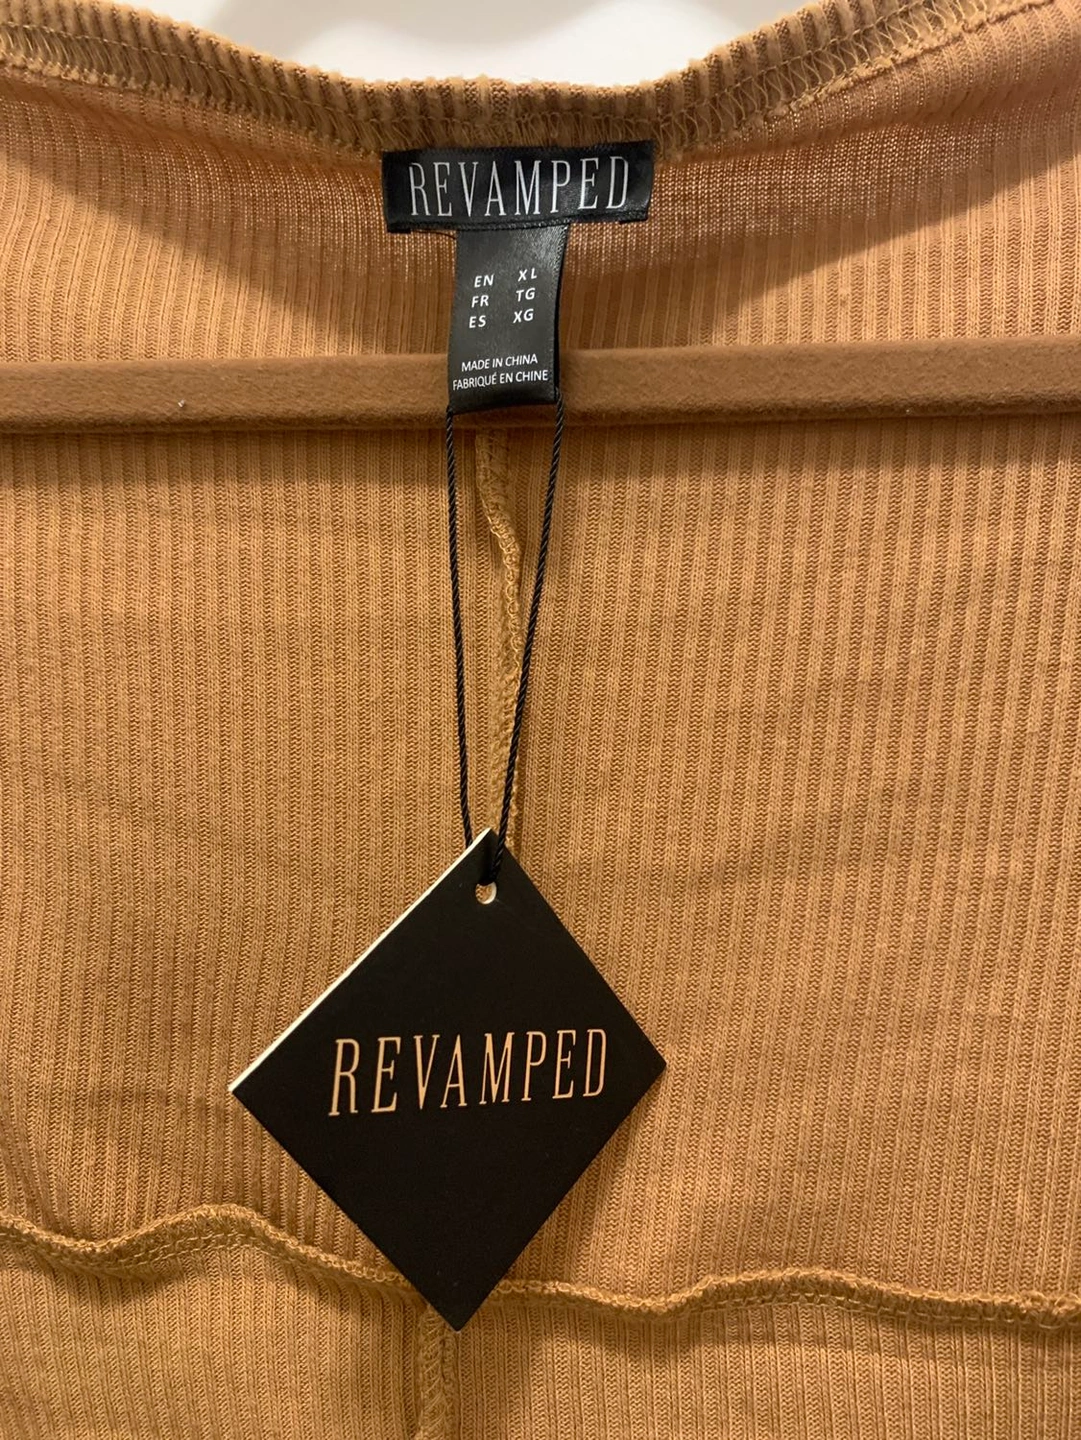 REVAMPED
EN XL
FR TG
ES XG
MADE IN CHINA
FABRIQUÉ EN CHINE
REVAMPED